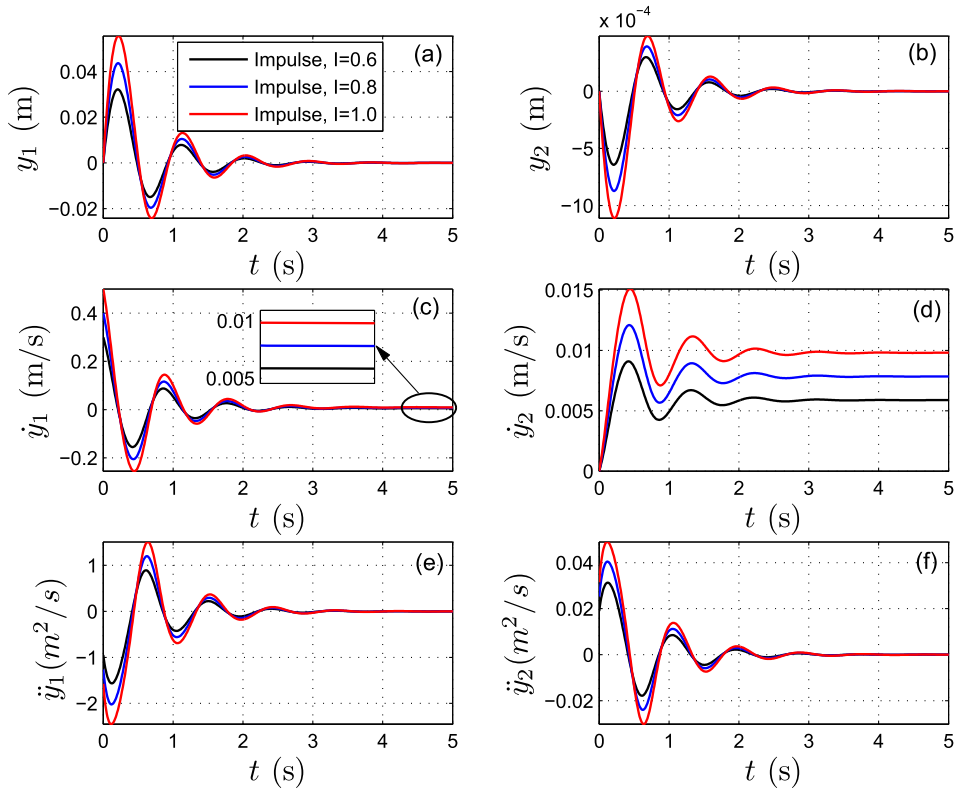 x 10⁻⁴
(a)
Impulse, I=0.6
Impulse, I=0.8
Impulse, I=1.0
0.04
0.02
0
−0.02
y₁ (m)
0 1 2 3 4 5
t (s)
(b)
0
−5
−10
y₂ (m)
0 1 2 3 4 5
t (s)
(c)
0.4
0.2
0
−0.2
0.01
0.005
ẏ₁ (m/s)
0 1 2 3 4 5
t (s)
(d)
0.015
0.01
0.005
0
ẏ₂ (m/s)
0 1 2 3 4 5
t (s)
(e)
1
0
−1
−2
ÿ₁(m²/s)
0 1 2 3 4 5
t (s)
(f)
0.04
0.02
0
−0.02
ÿ₂(m²/s)
0 1 2 3 4 5
t (s)